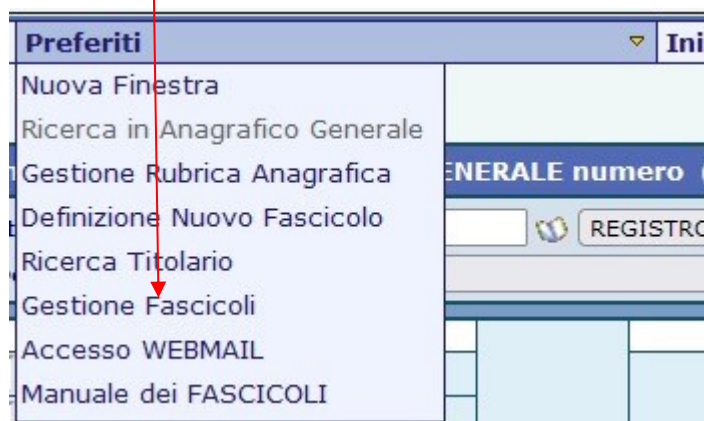 Preferiti Ini
Nuova Finestra
Ricerca in Anagrafico Generale
Gestione Rubrica Anagrafica ENERALE numero (
Definizione Nuovo Fascicolo REGISTRO
Ricerca Titolario
Gestione Fascicoli
Accesso WEBMAIL
Manuale dei FASCICOLI